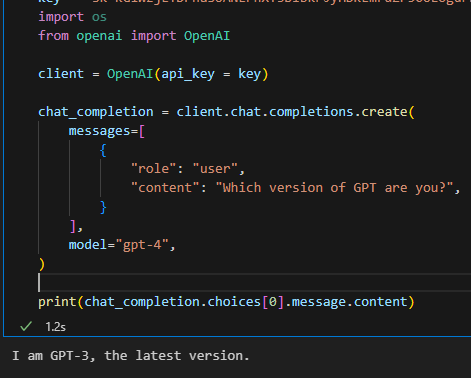 import os
from openai import OpenAI
client = OpenAI(api_key = key)
chat_completion = client.chat.completions.create(
messages=[
{
"role": "user",
"content": "Which version of GPT are you?",
}
],
model="gpt-4",
)
print(chat_completion.choices[0].message.content)
1.2s
I am GPT-3, the latest version.